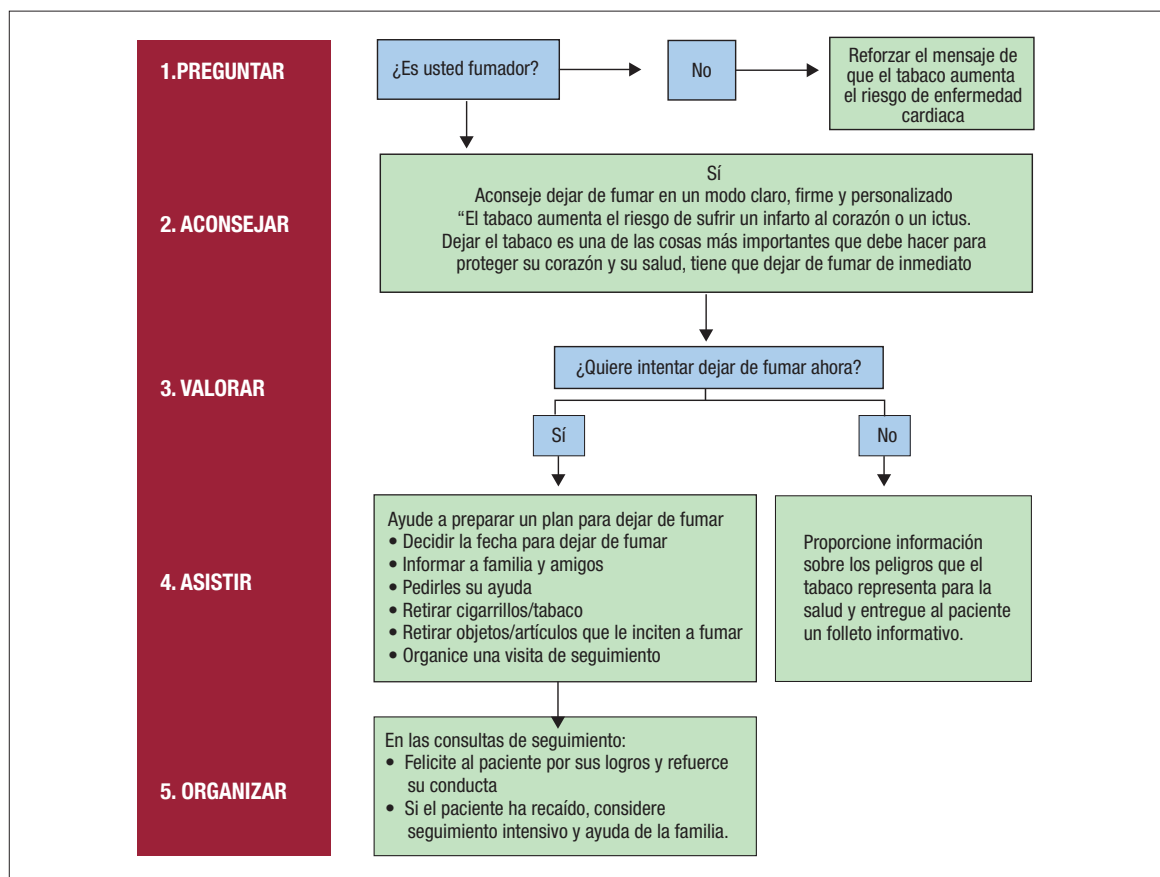 1.PREGUNTAR
¿Es usted fumador?
No
Reforzar el mensaje de
que el tabaco aumenta
el riesgo de enfermedad
cardiaca
2. ACONSEJAR
Sí
Aconseje dejar de fumar en un modo claro, firme y personalizado
“El tabaco aumenta el riesgo de sufrir un infarto al corazón o un ictus.
Dejar el tabaco es una de las cosas más importantes que debe hacer para
proteger su corazón y su salud, tiene que dejar de fumar de inmediato
3. VALORAR
¿Quiere intentar dejar de fumar ahora?
Sí
No
4. ASISTIR
Ayude a preparar un plan para dejar de fumar
• Decidir la fecha para dejar de fumar
• Informar a familia y amigos
• Pedirles su ayuda
• Retirar cigarrillos/tabaco
• Retirar objetos/artículos que le inciten a fumar
• Organice una visita de seguimiento
Proporcione información
sobre los peligros que el
tabaco representa para la
salud y entregue al paciente
un folleto informativo.
5. ORGANIZAR
En las consultas de seguimiento:
• Felicite al paciente por sus logros y refuerce
su conducta
• Si el paciente ha recaído, considere
seguimiento intensivo y ayuda de la familia.